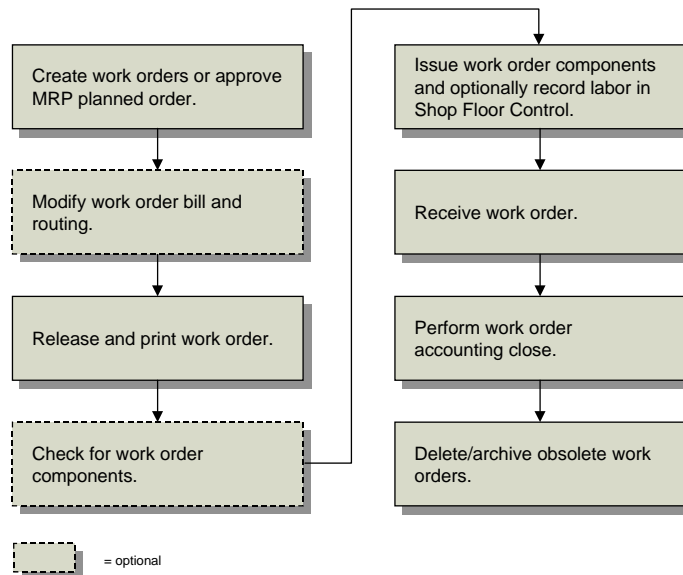 Create work orders or approve
MRP planned order.
Modify work order bill and
routing.
Release and print work order.
Check for work order
components.
Issue work order components
and optionally record labor in
Shop Floor Control.
Receive work order.
Perform work order
accounting close.
Delete/archive obsolete work
orders.
= optional